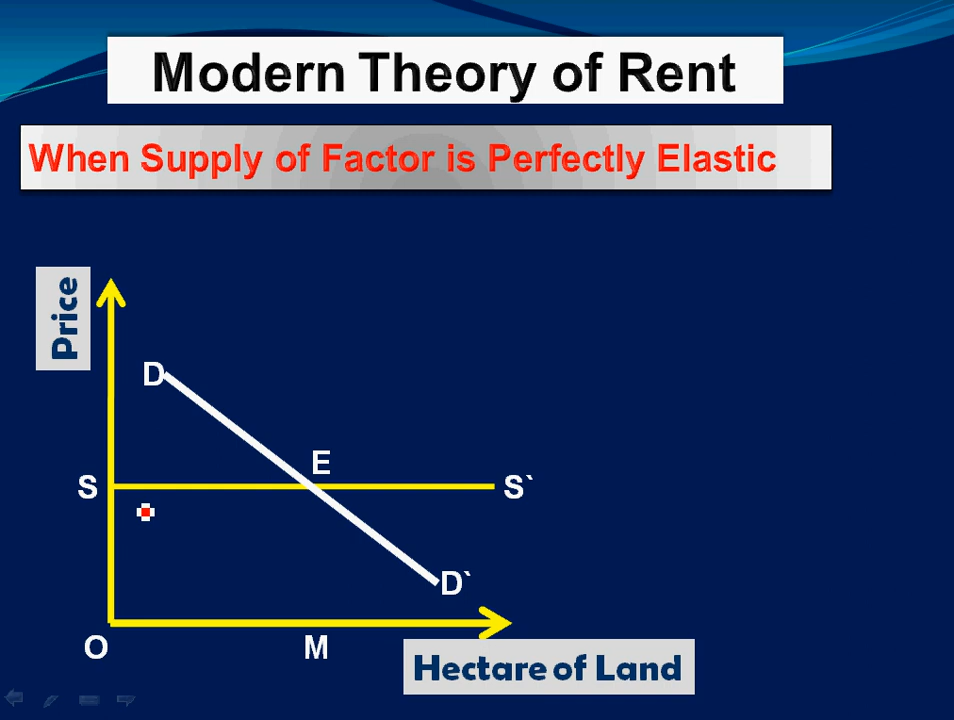 Modern Theory of Rent
When Supply of Factor is Perfectly Elastic
Price
D
E
S
S`
D`
O
M
Hectare of Land